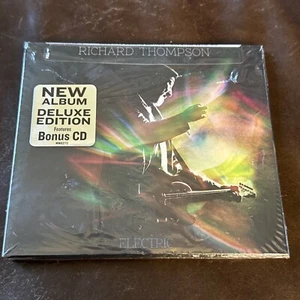 RICHARD THOMPSON
NEW
ALBUM
DELUXE
EDITION
Features
Bonus CD
ELECTRIC